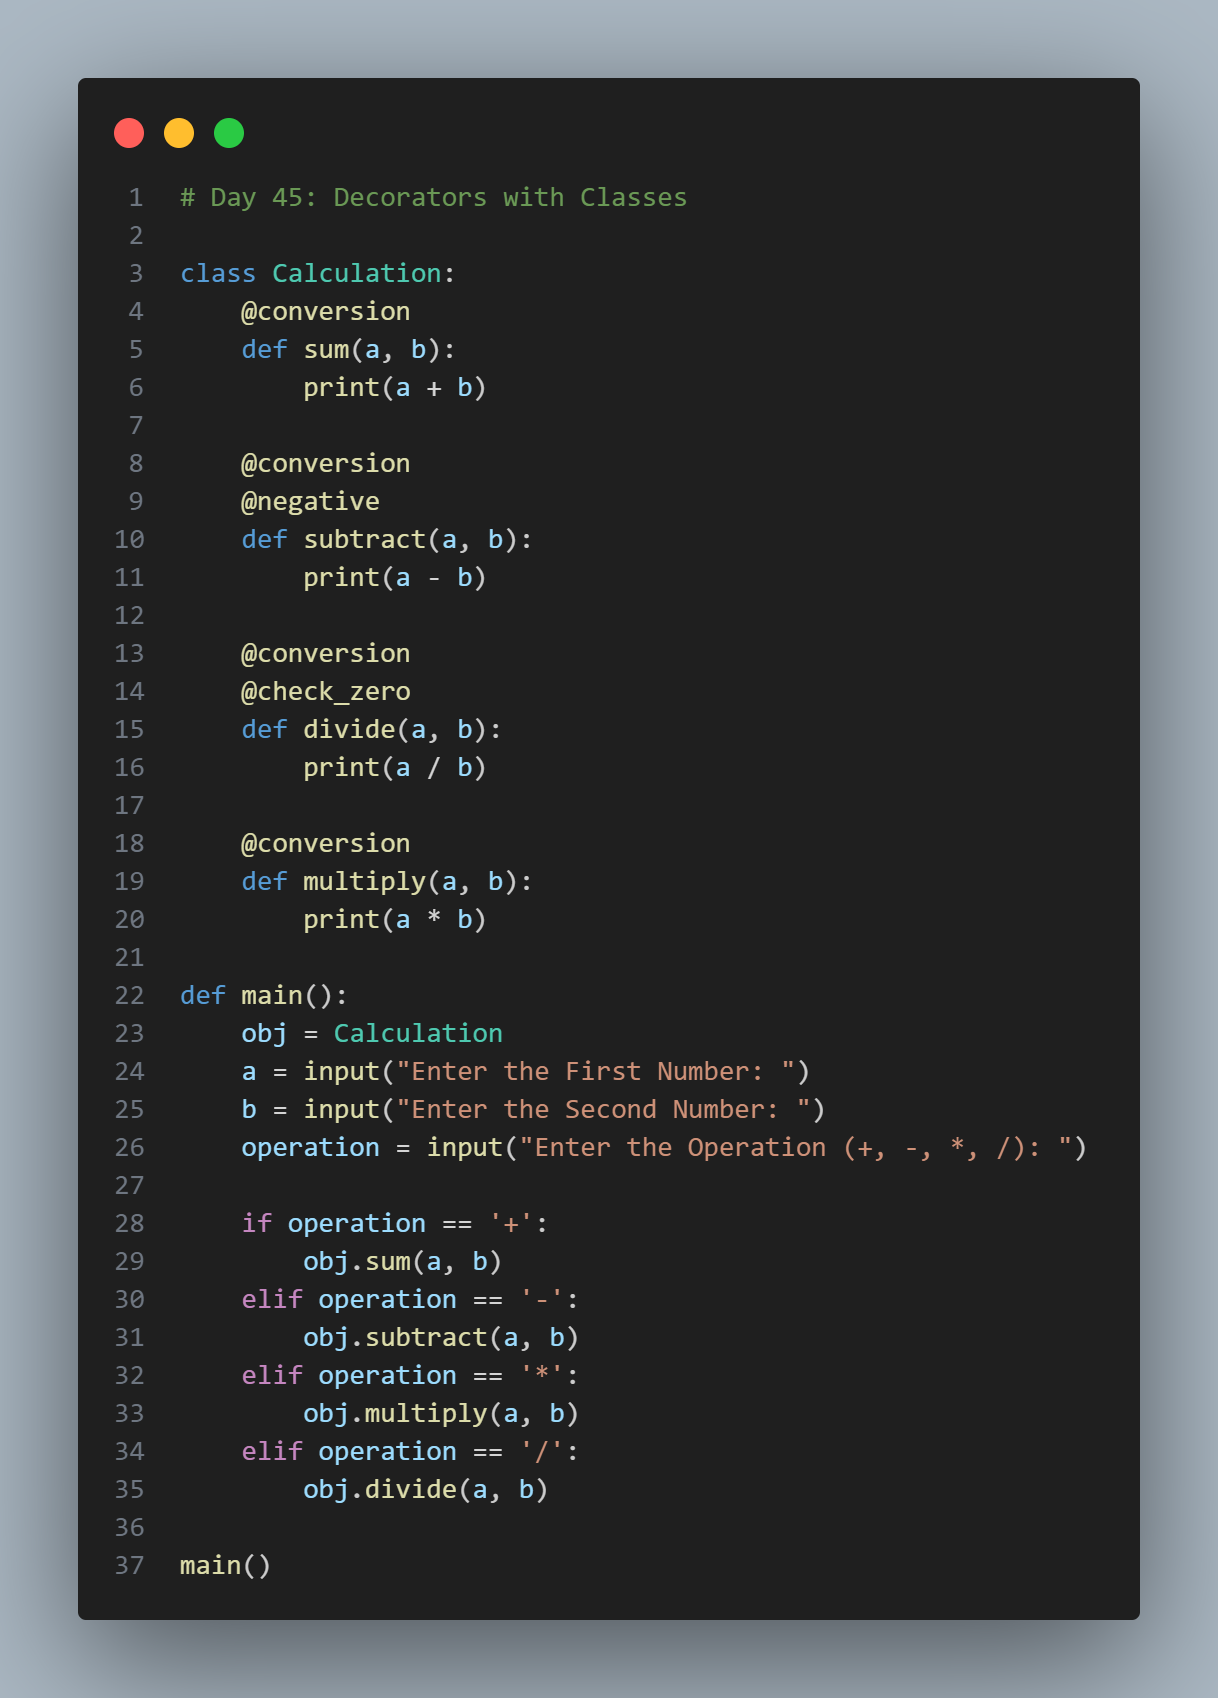 1 # Day 45: Decorators with Classes
2
3 class Calculation:
4     @conversion
5     def sum(a, b):
6         print(a + b)
7
8     @conversion
9     @negative
10     def subtract(a, b):
11         print(a - b)
12
13     @conversion
14     @check_zero
15     def divide(a, b):
16         print(a / b)
17
18     @conversion
19     def multiply(a, b):
20         print(a * b)
21
22 def main():
23     obj = Calculation
24     a = input("Enter the First Number: ")
25     b = input("Enter the Second Number: ")
26     operation = input("Enter the Operation (+, -, *, /): ")
27
28     if operation == '+':
29         obj.sum(a, b)
30     elif operation == '-':
31         obj.subtract(a, b)
32     elif operation == '*':
33         obj.multiply(a, b)
34     elif operation == '/':
35         obj.divide(a, b)
36
37 main()